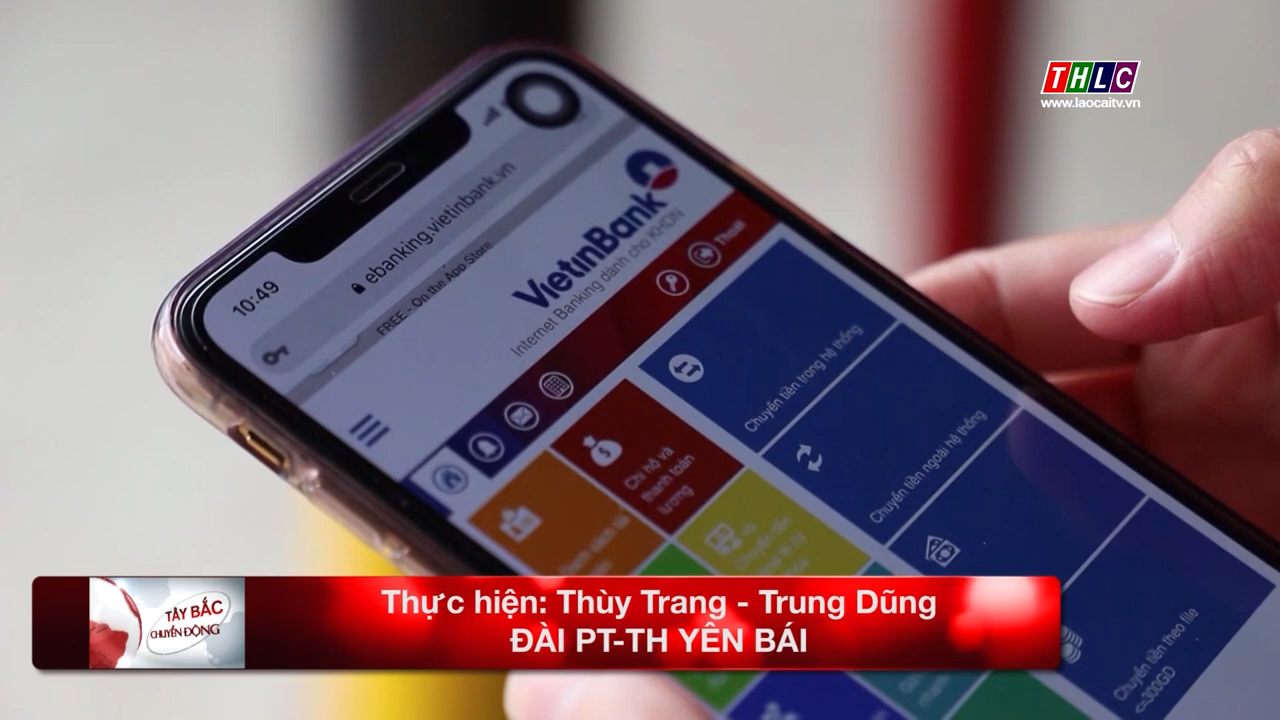 THLC
www.laocaitv.vn
10:49
ebanking.vietinbank.vn
FREE - On the App Store
VietinBank
Internet Banking dành cho KHDN
Thoát
Chuyển tiền trong hệ thống
Chi hộ và
thanh toán
lương
Chuyển tiền ngoài hệ thống
Chuyển tiền theo file
<=300GD
TÂY BẮC
CHUYỂN ĐỘNG
Thực hiện: Thùy Trang - Trung Dũng
ĐÀI PT-TH YÊN BÁI